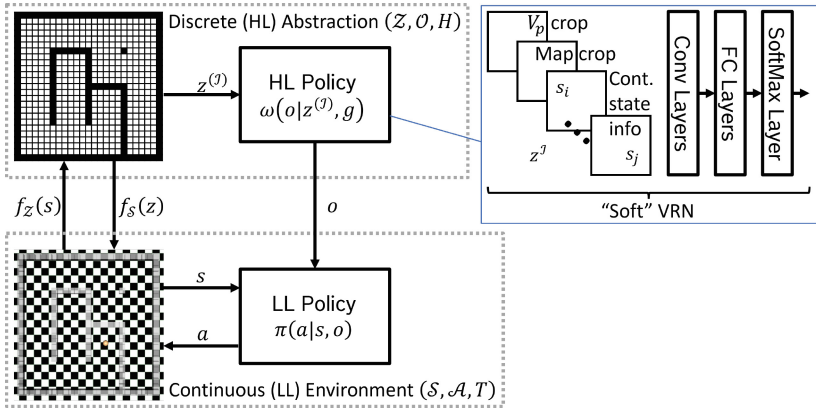 Discrete (HL) Abstraction (𝒵, 𝒪, H)
z^(𝒥)
HL Policy
ω(o|z^(𝒥), g)
f_𝒵(s)
f_𝒮(z)
o
s
a
LL Policy
π(a|s, o)
Continuous (LL) Environment (𝒮, 𝒜, T)
V_p crop
Map crop
s_i
Cont.
state
info
s_j
z^𝒥
Conv Layers
FC Layers
SoftMax Layer
“Soft” VRN